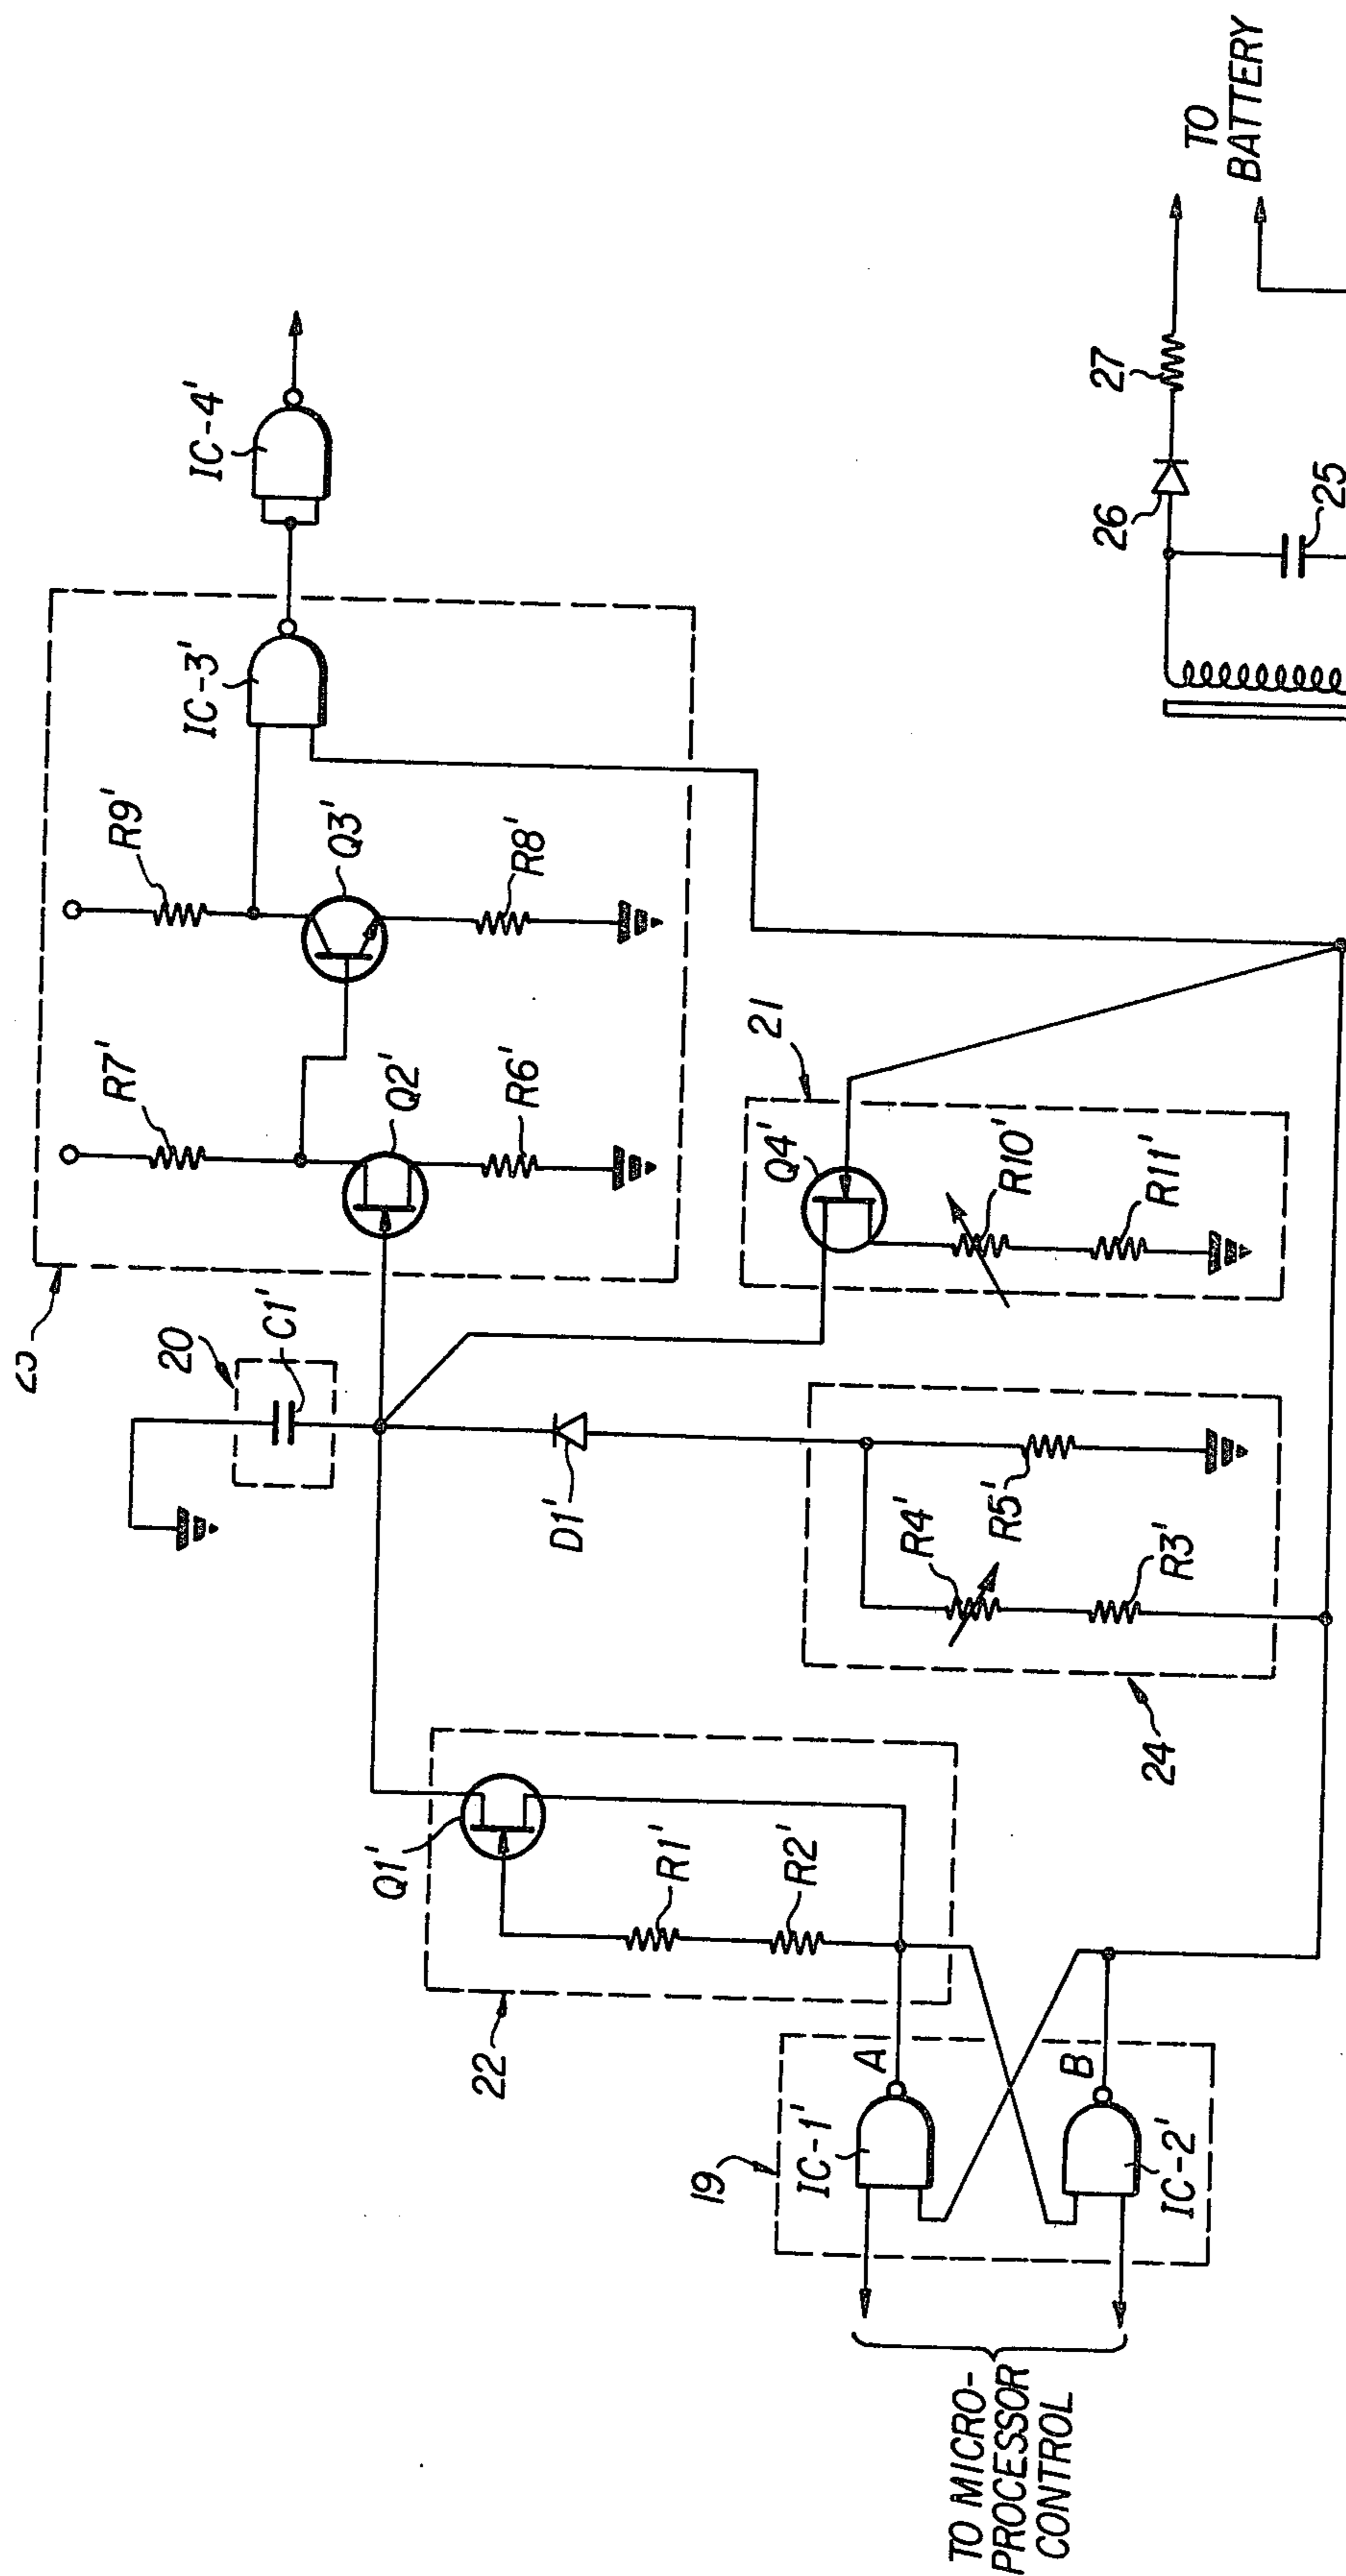 R7'
R9'
Q2'
Q3'
R6'
R8'
IC-3'
IC-4'
20
C1'
D1'
Q1'
R1'
R2'
22
21
Q4'
R10'
R11'
R4'
R5'
R3'
24
19
IC-1'
A
B
IC-2'
TO MICRO-
PROCESSOR
CONTROL
26
27
25
TO
BATTERY